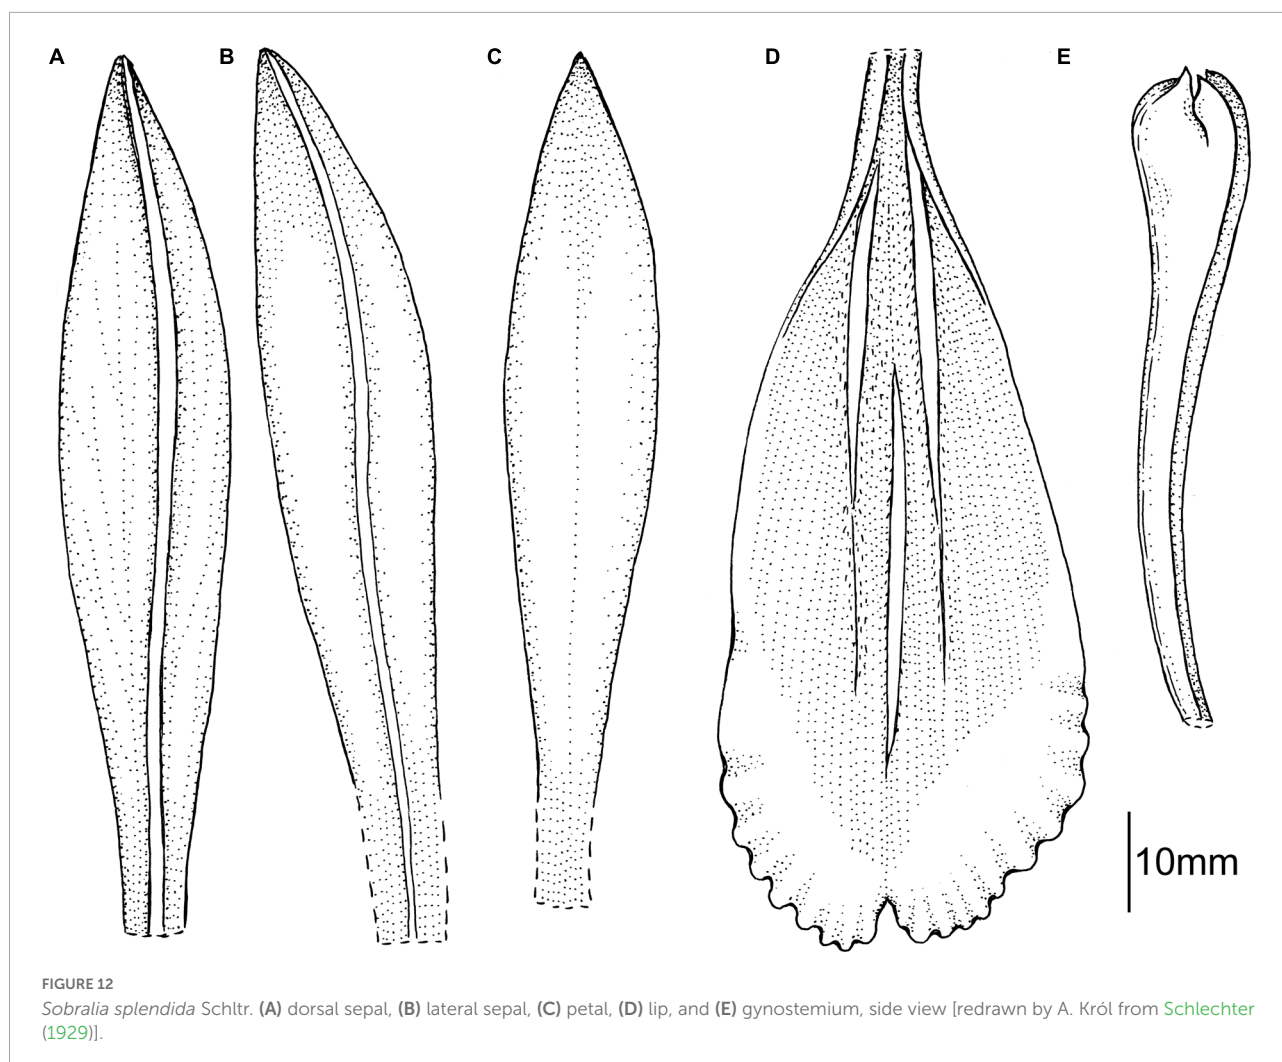 A B C D E
10mm
FIGURE 12
Sobralia splendida Schltr. (A) dorsal sepal, (B) lateral sepal, (C) petal, (D) lip, and (E) gynostemium, side view [redrawn by A. Król from Schlechter
(1929)].